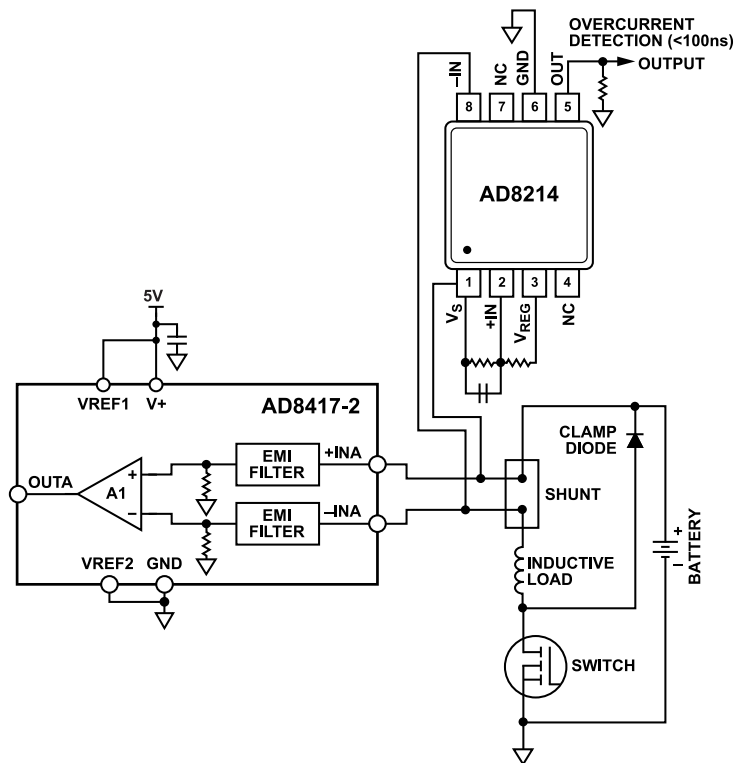 OVERCURRENT
DETECTION (<100ns)
OUTPUT
–IN
NC
GND
OUT
8
7
6
5
AD8214
1
2
3
4
VS
+IN
VREG
NC
5V
VREF1
V+
AD8417-2
OUTA
A1
+
–
EMI
FILTER
+INA
EMI
FILTER
–INA
VREF2
GND
SHUNT
CLAMP
DIODE
INDUCTIVE
LOAD
+
–
BATTERY
SWITCH